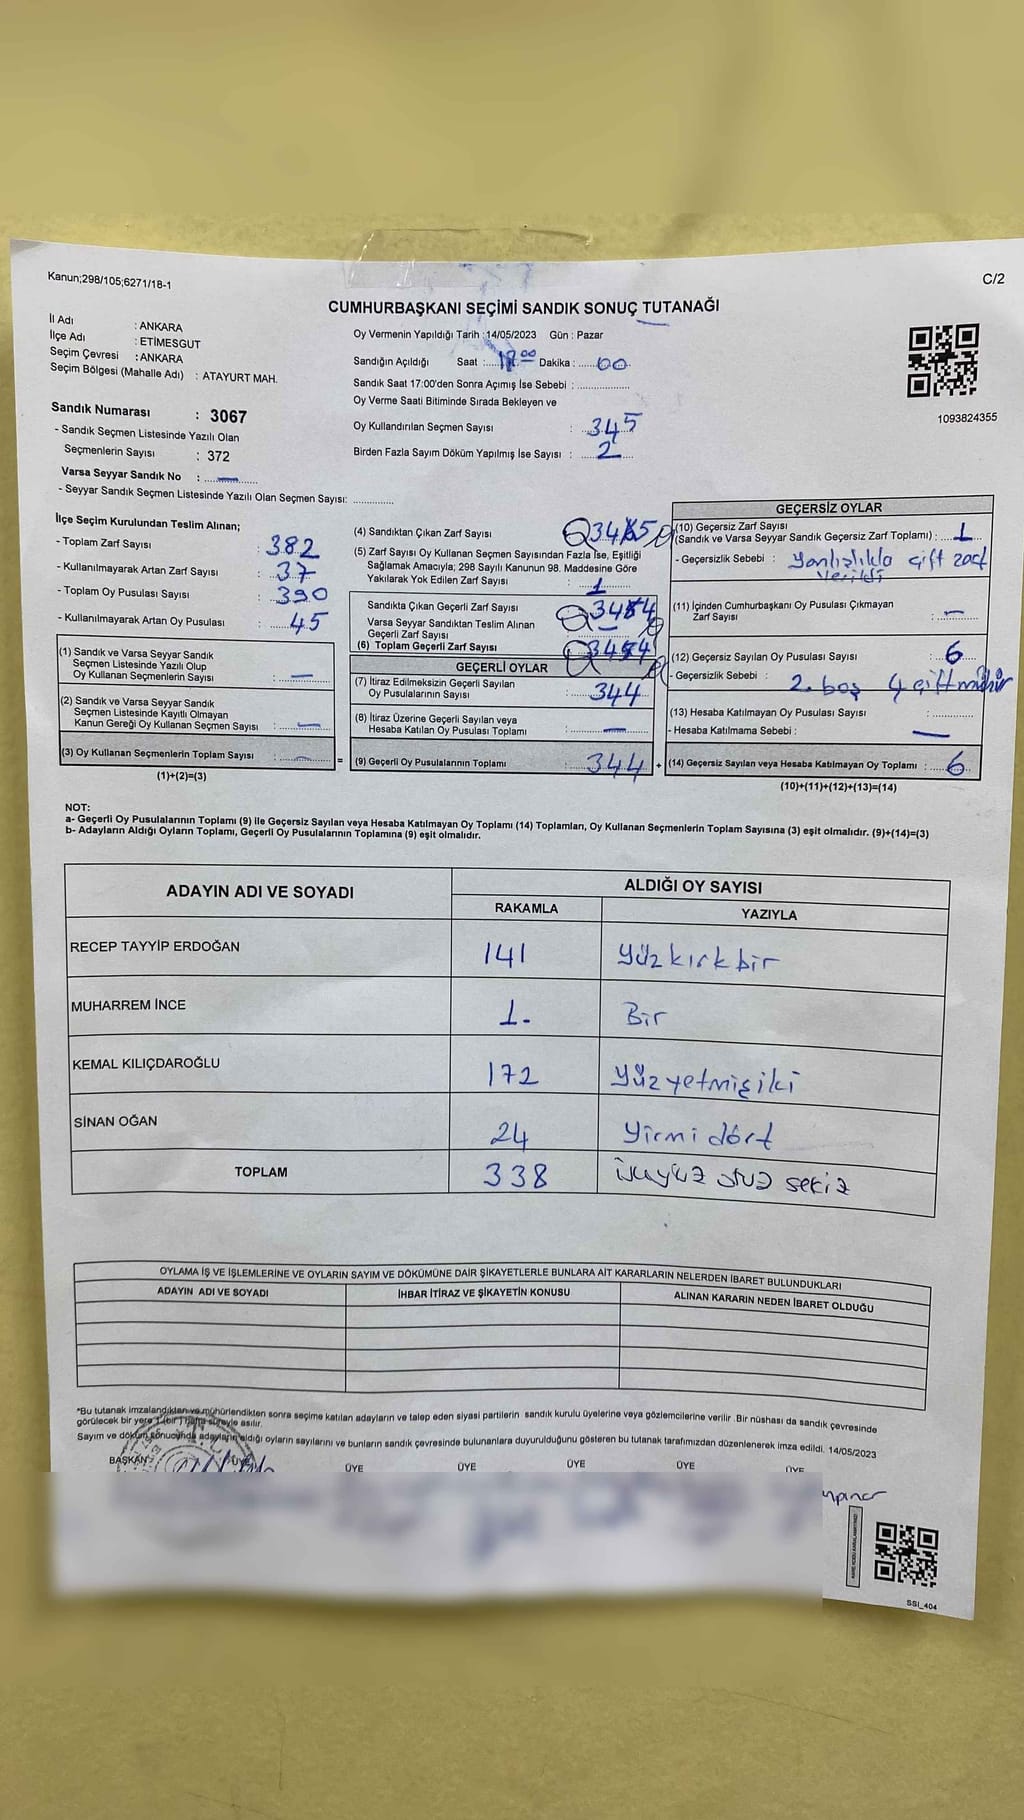 Kanun;298/105;6271/18-1
C/2
CUMHURBAŞKANI SEÇİMİ SANDIK SONUÇ TUTANAĞI
İl Adı : ANKARA
İlçe Adı : ETİMESGUT
Seçim Çevresi : ANKARA
Seçim Bölgesi (Mahalle Adı) : ATAYURT MAH.
Sandık Numarası : 3067
- Sandık Seçmen Listesinde Yazılı Olan
Seçmenlerin Sayısı : 372
Varsa Seyyar Sandık No : —
- Seyyar Sandık Seçmen Listesinde Yazılı Olan Seçmen Sayısı:
Oy Vermenin Yapıldığı Tarih :14/05/2023 Gün : Pazar
Sandığın Açıldığı Saat : Dakika : 00
Sandık Saat 17:00'den Sonra Açımış İse Sebebi :
Oy Verme Saati Bitiminde Sırada Bekleyen ve
Oy Kullandırılan Seçmen Sayısı : 345
Birden Fazla Sayım Döküm Yapılmış İse Sayısı : 2
1093824355
İlçe Seçim Kurulundan Teslim Alınan;
- Toplam Zarf Sayısı : 382
- Kullanılmayarak Artan Zarf Sayısı : 37
- Toplam Oy Pusulası Sayısı : 390
- Kullanılmayarak Artan Oy Pusulası : 45
(1) Sandık ve Varsa Seyyar Sandık
Seçmen Listesinde Yazılı Olup
Oy Kullanan Seçmenlerin Sayısı : —
(2) Sandık ve Varsa Seyyar Sandık
Seçmen Listesinde Kayıtlı Olmayan
Kanun Gereği Oy Kullanan Seçmen Sayısı : —
(3) Oy Kullanan Seçmenlerin Toplam Sayısı : —
(1)+(2)=(3)
=
(4) Sandıktan Çıkan Zarf Sayısı
(5) Zarf Sayısı Oy Kullanan Seçmen Sayısından Fazla İse, Eşitliği
Sağlamak Amacıyla; 298 Sayılı Kanunun 98. Maddesine Göre
Yakılarak Yok Edilen Zarf Sayısı : 1
Sandıkta Çıkan Geçerli Zarf Sayısı
Varsa Seyyar Sandıktan Teslim Alınan
Geçerli Zarf Sayısı : —
(6) Toplam Geçerli Zarf Sayısı
GEÇERLİ OYLAR
(7) İtiraz Edilmeksizin Geçerli Sayılan
Oy Pusulalarının Sayısı : 344
(8) İtiraz Üzerine Geçerli Sayılan veya
Hesaba Katılan Oy Pusulası Toplamı : —
(9) Geçerli Oy Pusulalarının Toplamı : 344
+
GEÇERSİZ OYLAR
(10) Geçersiz Zarf Sayısı
(Sandık ve Varsa Seyyar Sandık Geçersiz Zarf Toplamı) : 1
- Geçersizlik Sebebi : Yanlışlıkla çift zarf
verildi
(11) İçinden Cumhurbaşkanı Oy Pusulası Çıkmayan
Zarf Sayısı : —
(12) Geçersiz Sayılan Oy Pusulası Sayısı : 6
- Geçersizlik Sebebi : 2. boş 4 çift mühür
(13) Hesaba Katılmayan Oy Pusulası Sayısı :
- Hesaba Katılmama Sebebi : —
(14) Geçersiz Sayılan veya Hesaba Katılmayan Oy Toplamı : 6
(10)+(11)+(12)+(13)=(14)
NOT:
a- Geçerli Oy Pusulalarının Toplamı (9) ile Geçersiz Sayılan veya Hesaba Katılmayan Oy Toplamı (14) Toplamları, Oy Kullanan Seçmenlerin Toplam Sayısına (3) eşit olmalıdır. (9)+(14)=(3)
b- Adayların Aldığı Oyların Toplamı, Geçerli Oy Pusulalarının Toplamına (9) eşit olmalıdır.
ADAYIN ADI VE SOYADI
ALDIĞI OY SAYISI
RAKAMLA YAZIYLA
RECEP TAYYİP ERDOĞAN 141 Yüzkırkbir
MUHARREM İNCE 1. Bir
KEMAL KILIÇDAROĞLU 172 Yüzyetmişiki
SİNAN OĞAN 24 Yirmidört
TOPLAM 338 otuz sekiz
OYLAMA İŞ VE İŞLEMLERİNE VE OYLARIN SAYIM VE DÖKÜMÜNE DAİR ŞİKAYETLERLE BUNLARA AİT KARARLARIN NELERDEN İBARET BULUNDUKLARI
ADAYIN ADI VE SOYADI İHBAR İTİRAZ VE ŞİKAYETİN KONUSU ALINAN KARARIN NEDEN İBARET OLDUĞU
*Bu tutanak imzalandıktan ve mühürlendikten sonra seçime katılan adayların ve talep eden siyasi partilerin sandık kurulu üyelerine veya gözlemcilerine verilir .Bir nüshası da sandık çevresinde
görülecek bir yere 1 (bir ) hafta süreyle asılır.
Sayım ve döküm sonucunda adayların aldığı oyların sayılarını ve bunların sandık çevresinde bulunanlara duyurulduğunu gösteren bu tutanak tarafımızdan düzenlenerek imza edildi. 14/05/2023
BAŞKAN ÜYE ÜYE ÜYE ÜYE ÜYE ÜYE
SSI_404